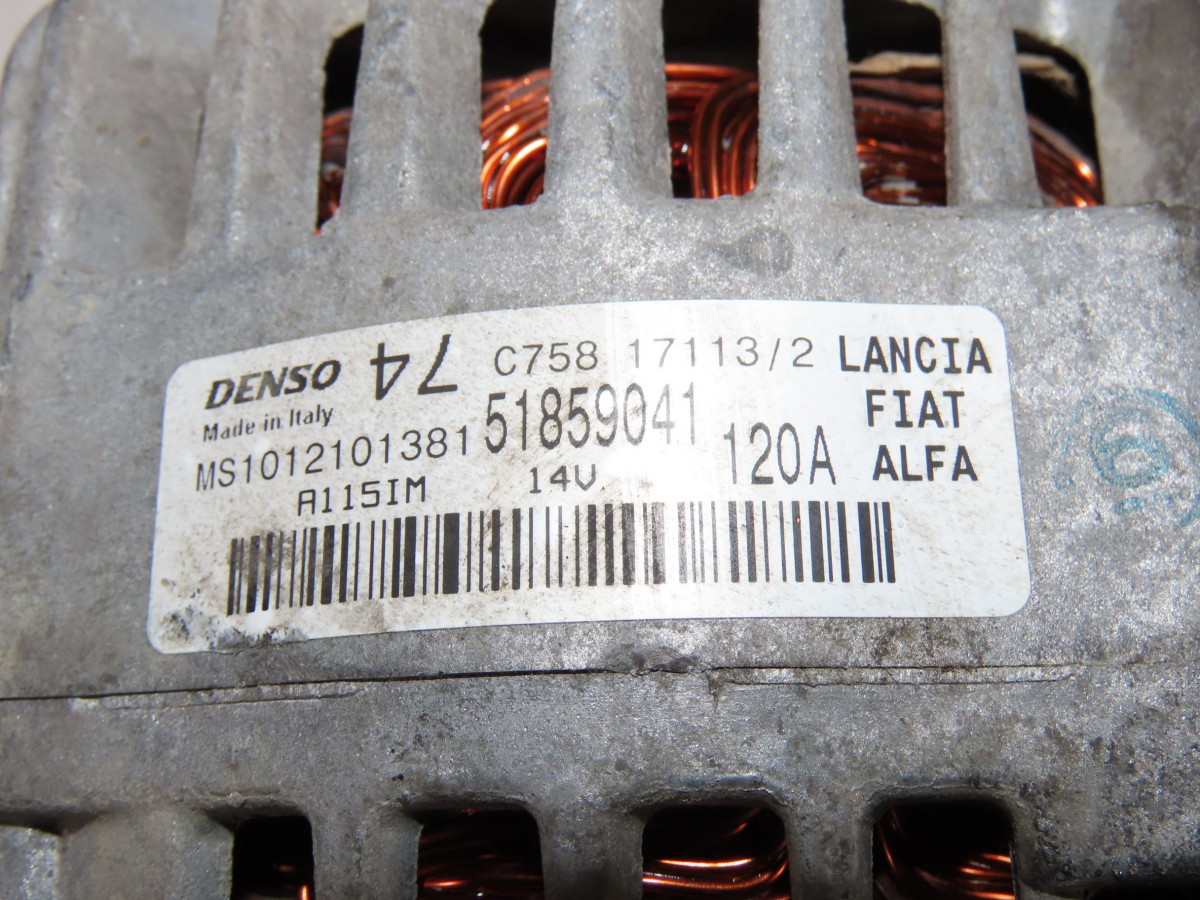 DENSO 74 C758 17113/2 LANCIA
Made in Italy 51859041 FIAT
MS1012101381 120A ALFA
A115IM 14V